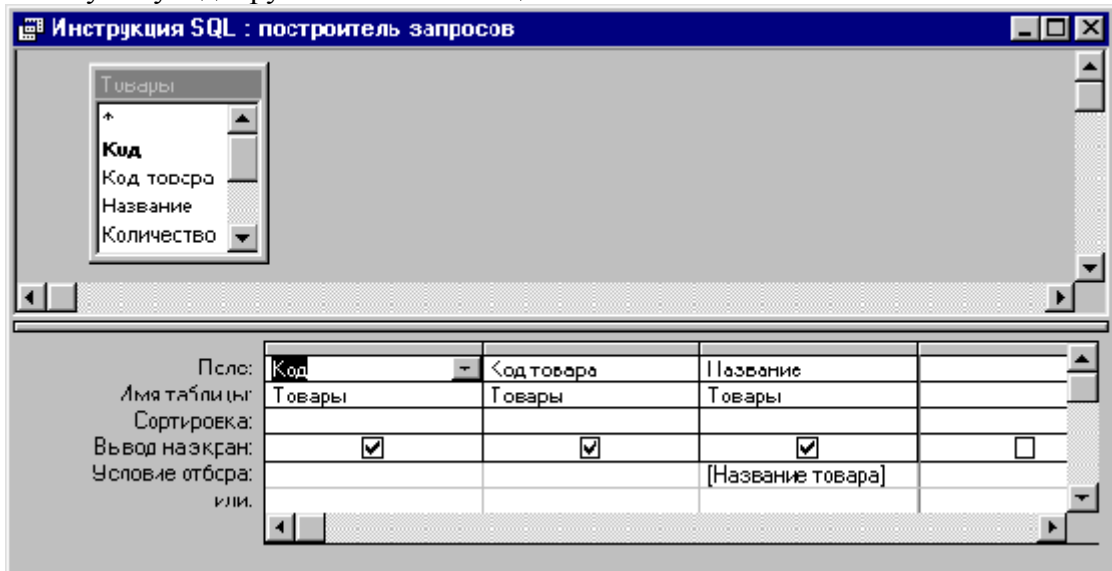 Инструкция SQL : построитель запросов
Товары
*
Код
Код товара
Название
Количество
Поле: Код Код товара Название
Имя таблицы: Товары Товары Товары
Сортировка:
Вывод на экран:
Условие отбора: [Название товара]
или: